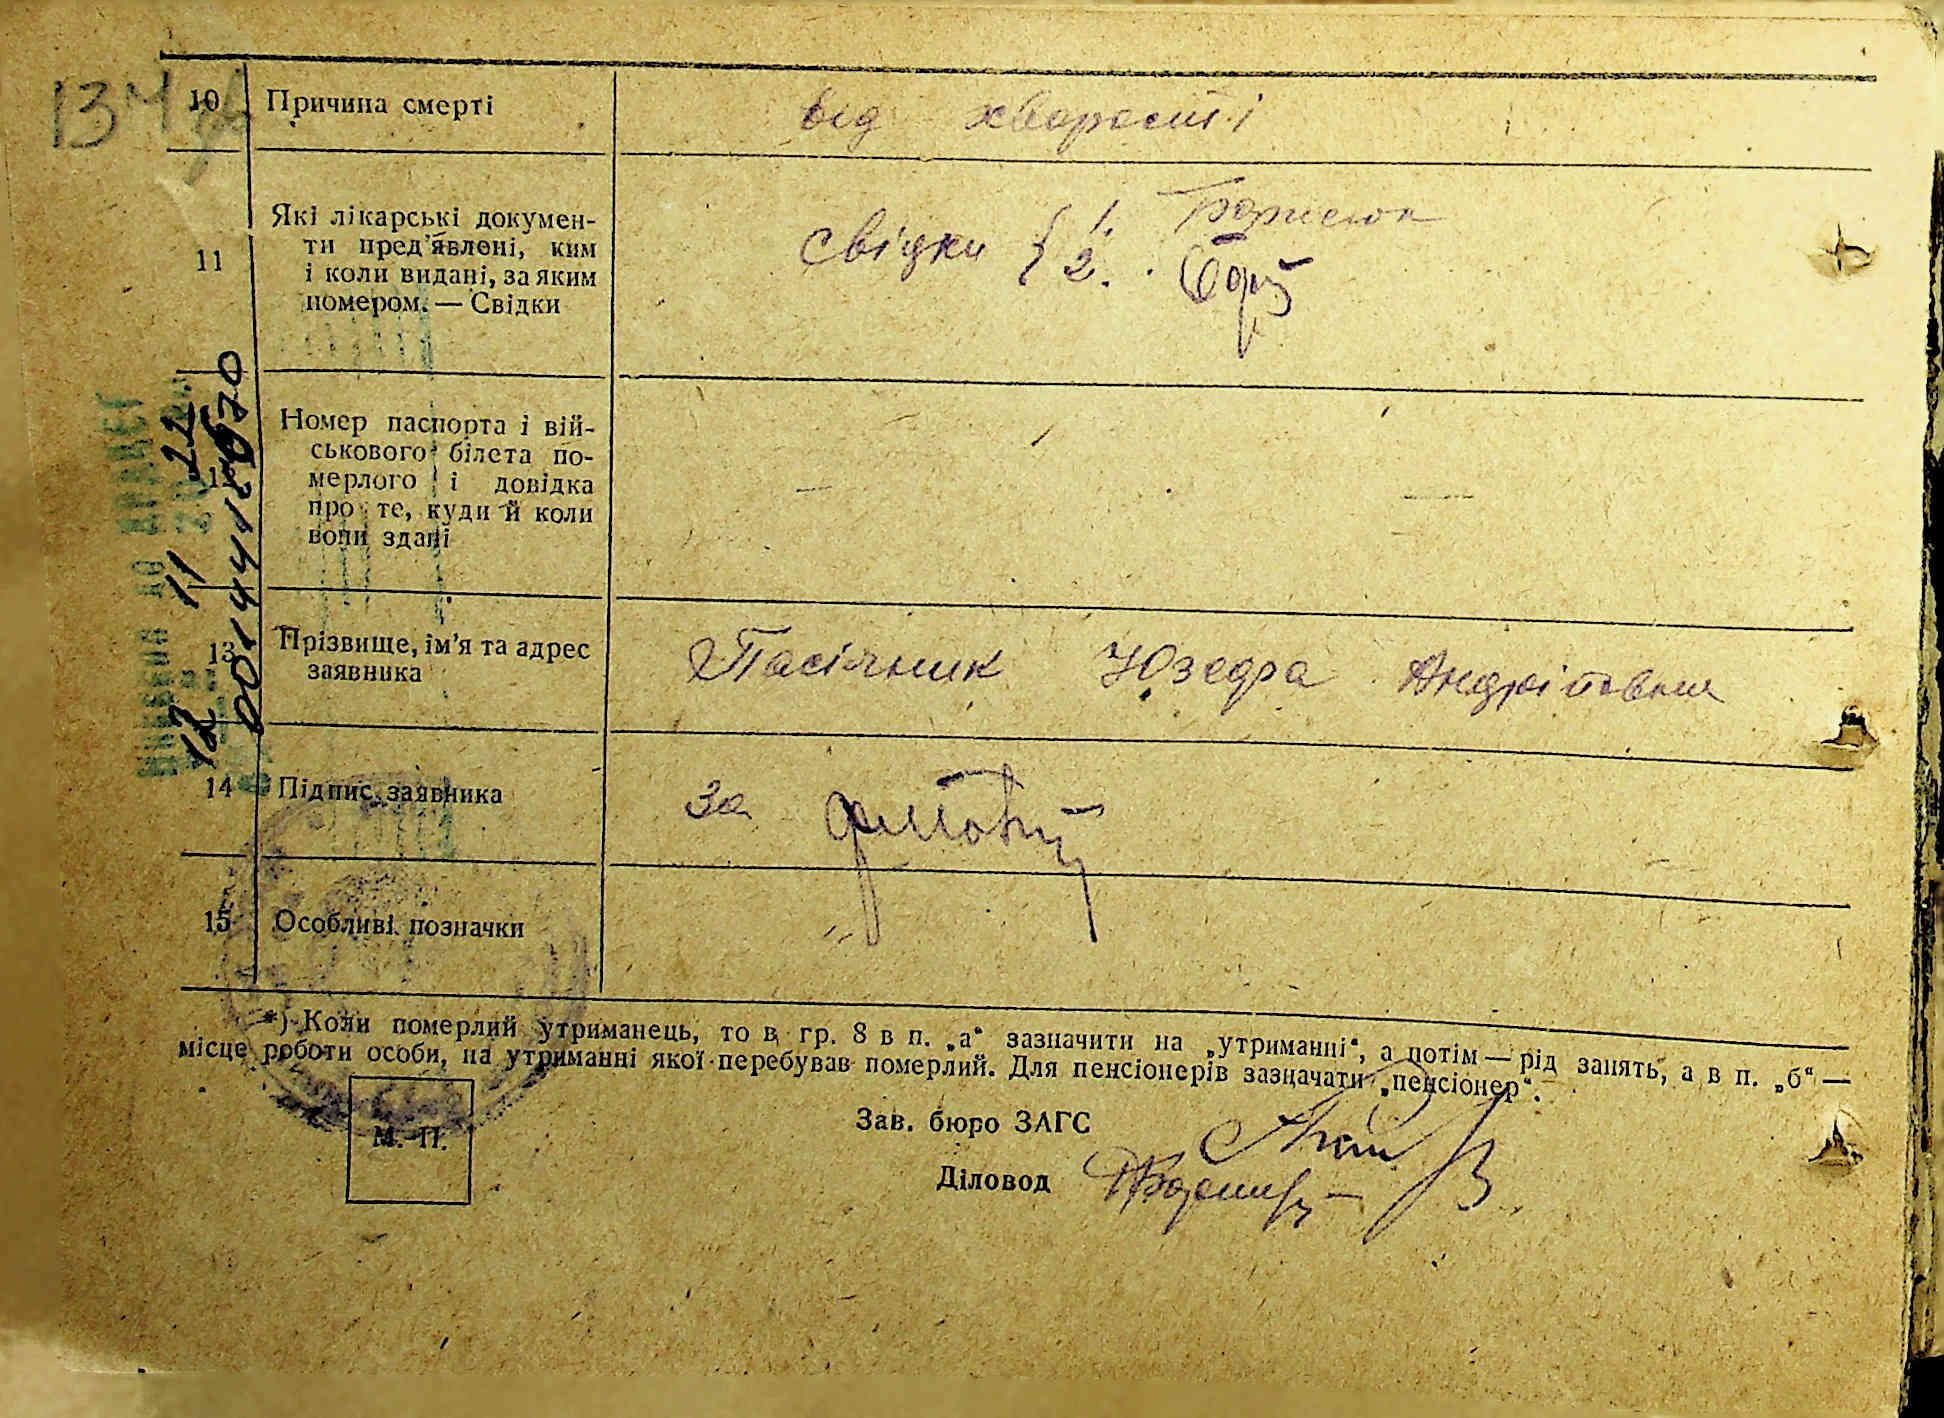 134
10 Причина смерті від хворости
11 Які лікарські докумен-
ти пред'явлені, ким
і коли видані, за яким
номером. — Свідки
свідки { 1. Борисюк
2.
12 Номер паспорта і вій-
ськового білета по-
мерлого і довідка
про те, куди й коли
вони здані
— —
13 Прізвище, ім'я та адрес
заявника
Пасічник Юзефа Андріївна
14 Підпис заявника за
15 Особливі позначки
*) Коли померлий утриманець, то в гр. 8 в п. „а“ зазначити на „утриманні“, а потім — рід занять, а в п. „б“ —
місце роботи особи, на утриманні якої перебував померлий. Для пенсіонерів зазначати „пенсіонер“.
Зав. бюро ЗАГС
Діловод
М. П.
12 11 22
00144128670